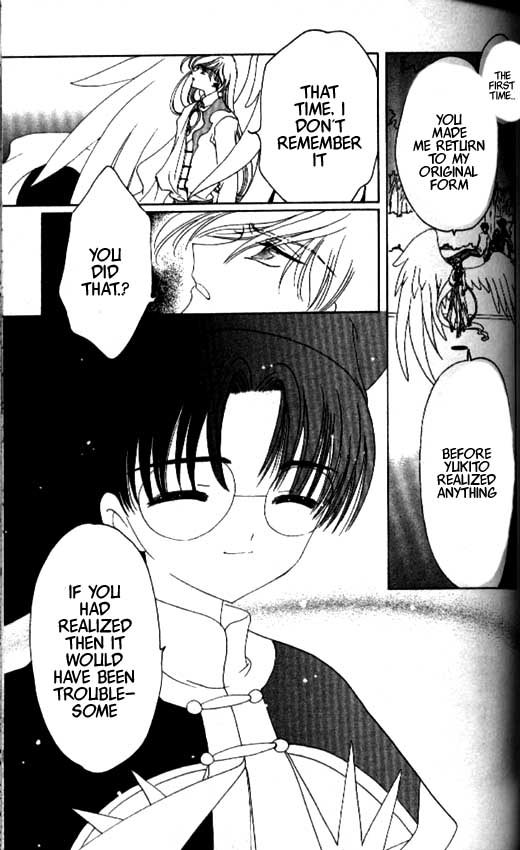 THE
FIRST
TIME..
YOU
MADE
ME RETURN
TO MY
ORIGINAL
FORM
BEFORE
YUKITO
REALIZED
ANYTHING
THAT
TIME, I
DON'T
REMEMBER
IT
YOU
DID
THAT.?
IF YOU
HAD
REALIZED
THEN IT
WOULD
HAVE BEEN
TROUBLE-
SOME